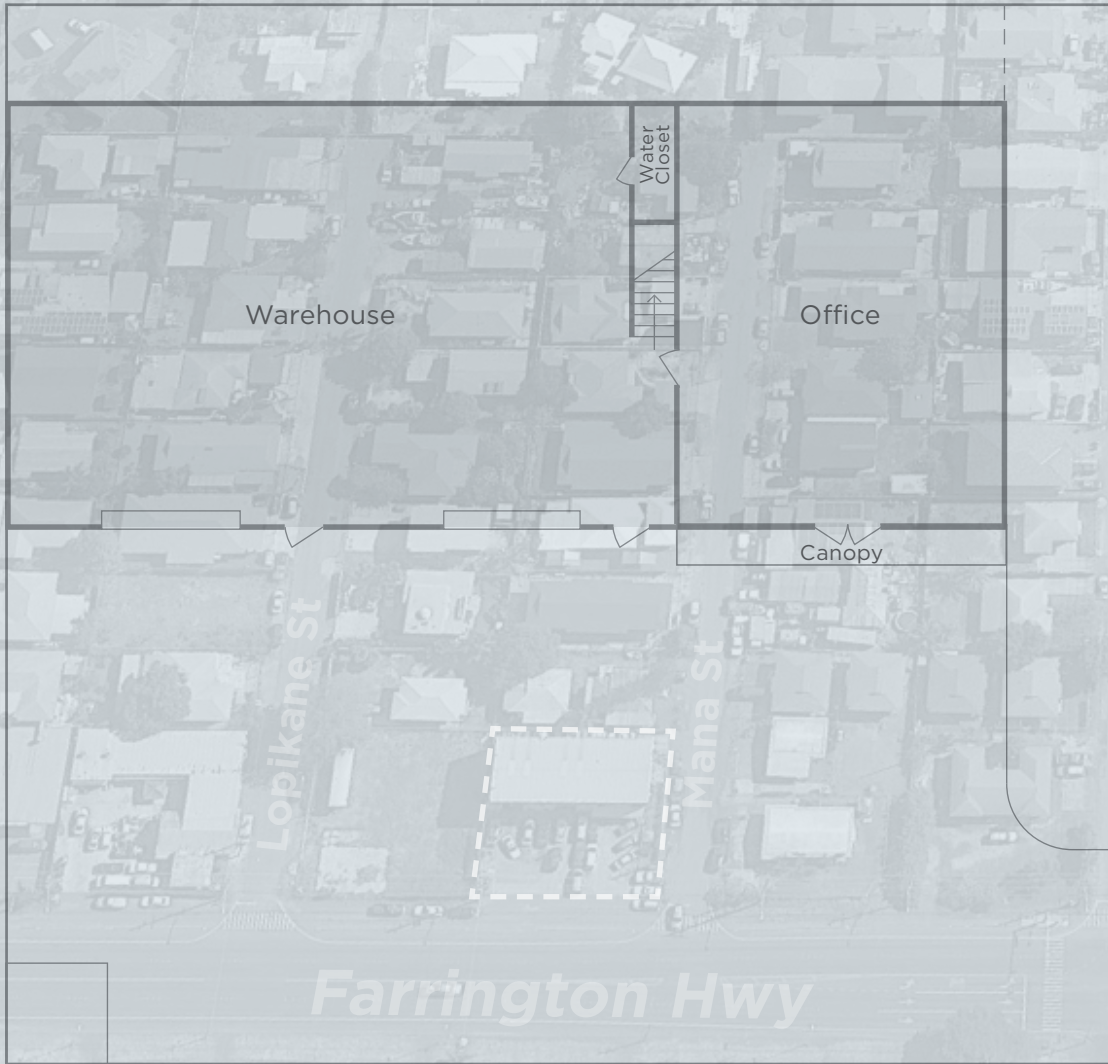 Water
Closet
Warehouse
Office
Canopy
Lopikane St
Mana St
Farrington Hwy